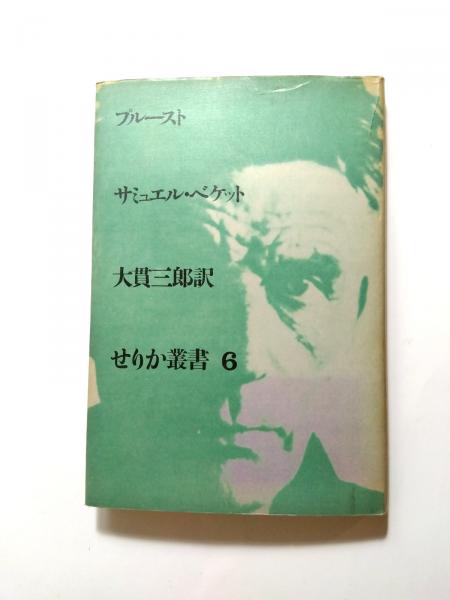 プルースト
サミュエル・ベケット
大貫三郎訳
せりか叢書 6